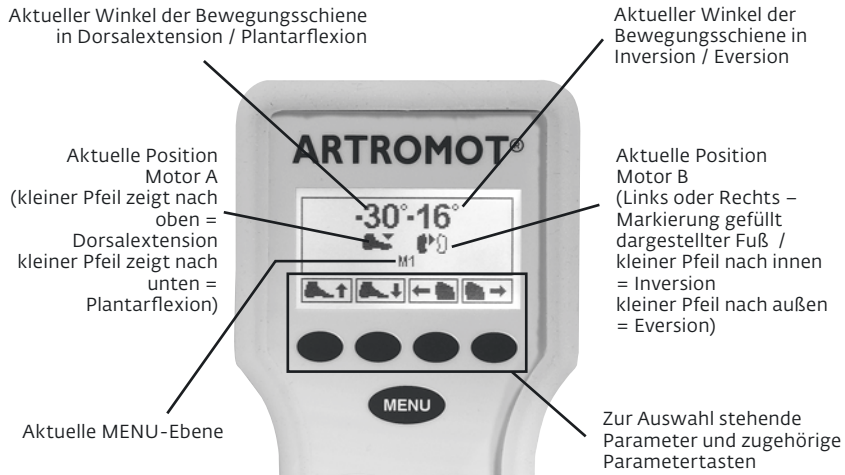 Aktueller Winkel der Bewegungsschiene
in Dorsalextension / Plantarflexion
Aktueller Winkel der
Bewegungsschiene in
Inversion / Eversion
Aktuelle Position
Motor A
(kleiner Pfeil zeigt nach
oben =
Dorsalextension
kleiner Pfeil zeigt nach
unten =
Plantarflexion)
ARTROMOT®
-30°-16°
M1
MENU
Aktuelle Position
Motor B
(Links oder Rechts –
Markierung gefüllt
dargestellter Fuß /
kleiner Pfeil nach innen
= Inversion
kleiner Pfeil nach außen
= Eversion)
Aktuelle MENU-Ebene
Zur Auswahl stehende
Parameter und zugehörige
Parametertasten